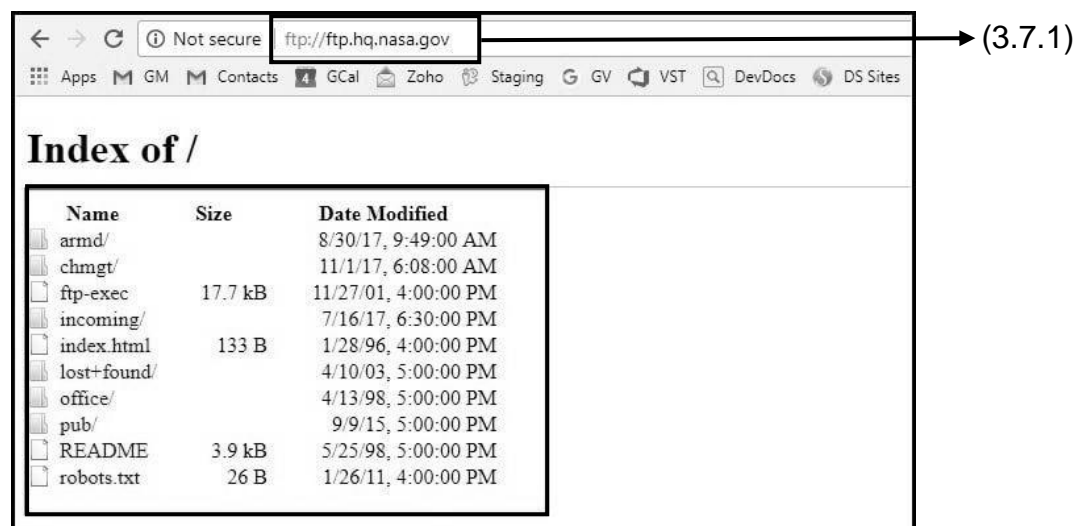 Not secure ftp://ftp.hq.nasa.gov (3.7.1)
Apps GM Contacts 4 GCal Zoho Staging G GV VST DevDocs DS Sites
Index of /
Name Size Date Modified
armd/ 8/30/17, 9:49:00 AM
chmgt/ 11/1/17, 6:08:00 AM
ftp-exec 17.7 kB 11/27/01, 4:00:00 PM
incoming/ 7/16/17, 6:30:00 PM
index.html 133 B 1/28/96, 4:00:00 PM
lost+found/ 4/10/03, 5:00:00 PM
office/ 4/13/98, 5:00:00 PM
pub/ 9/9/15, 5:00:00 PM
README 3.9 kB 5/25/98, 5:00:00 PM
robots.txt 26 B 1/26/11, 4:00:00 PM